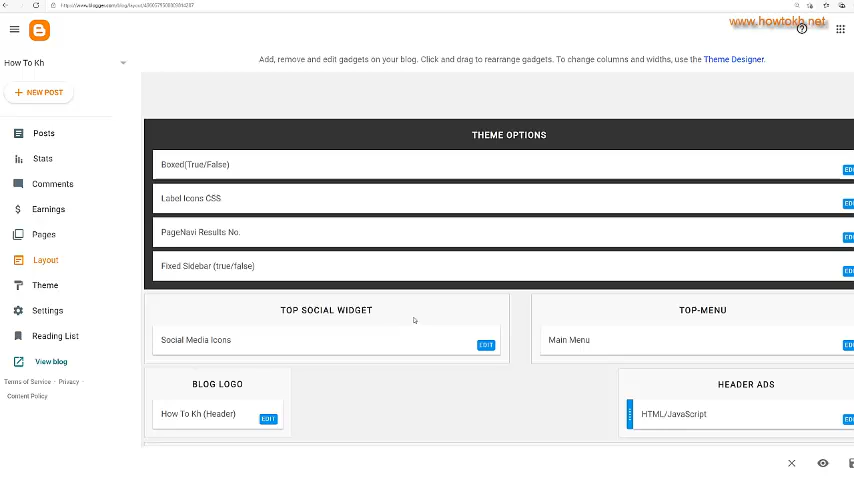 www.howtokh.net
How To Kh
Add, remove and edit gadgets on your blog. Click and drag to rearrange gadgets. To change columns and widths, use the Theme Designer.
+ NEW POST
Posts
Stats
Comments
Earnings
Pages
Layout
Theme
Settings
Reading List
View blog
Terms of Service · Privacy ·
Content Policy
THEME OPTIONS
Boxed(True/False)
Label Icons CSS
PageNavi Results No.
Fixed Sidebar (true/false)
TOP SOCIAL WIDGET
Social Media Icons
EDIT
TOP-MENU
Main Menu
BLOG LOGO
How To Kh (Header)
EDIT
HEADER ADS
HTML/JavaScript